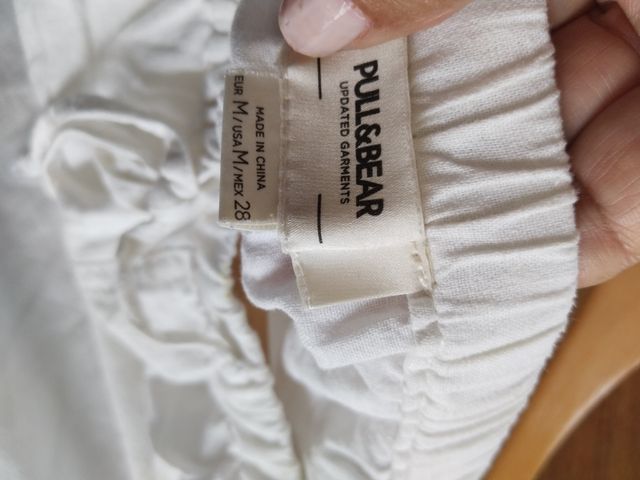 PULL&BEAR
UPDATED GARMENTS
MADE IN CHINA
EUR M / USA M / MEX 28